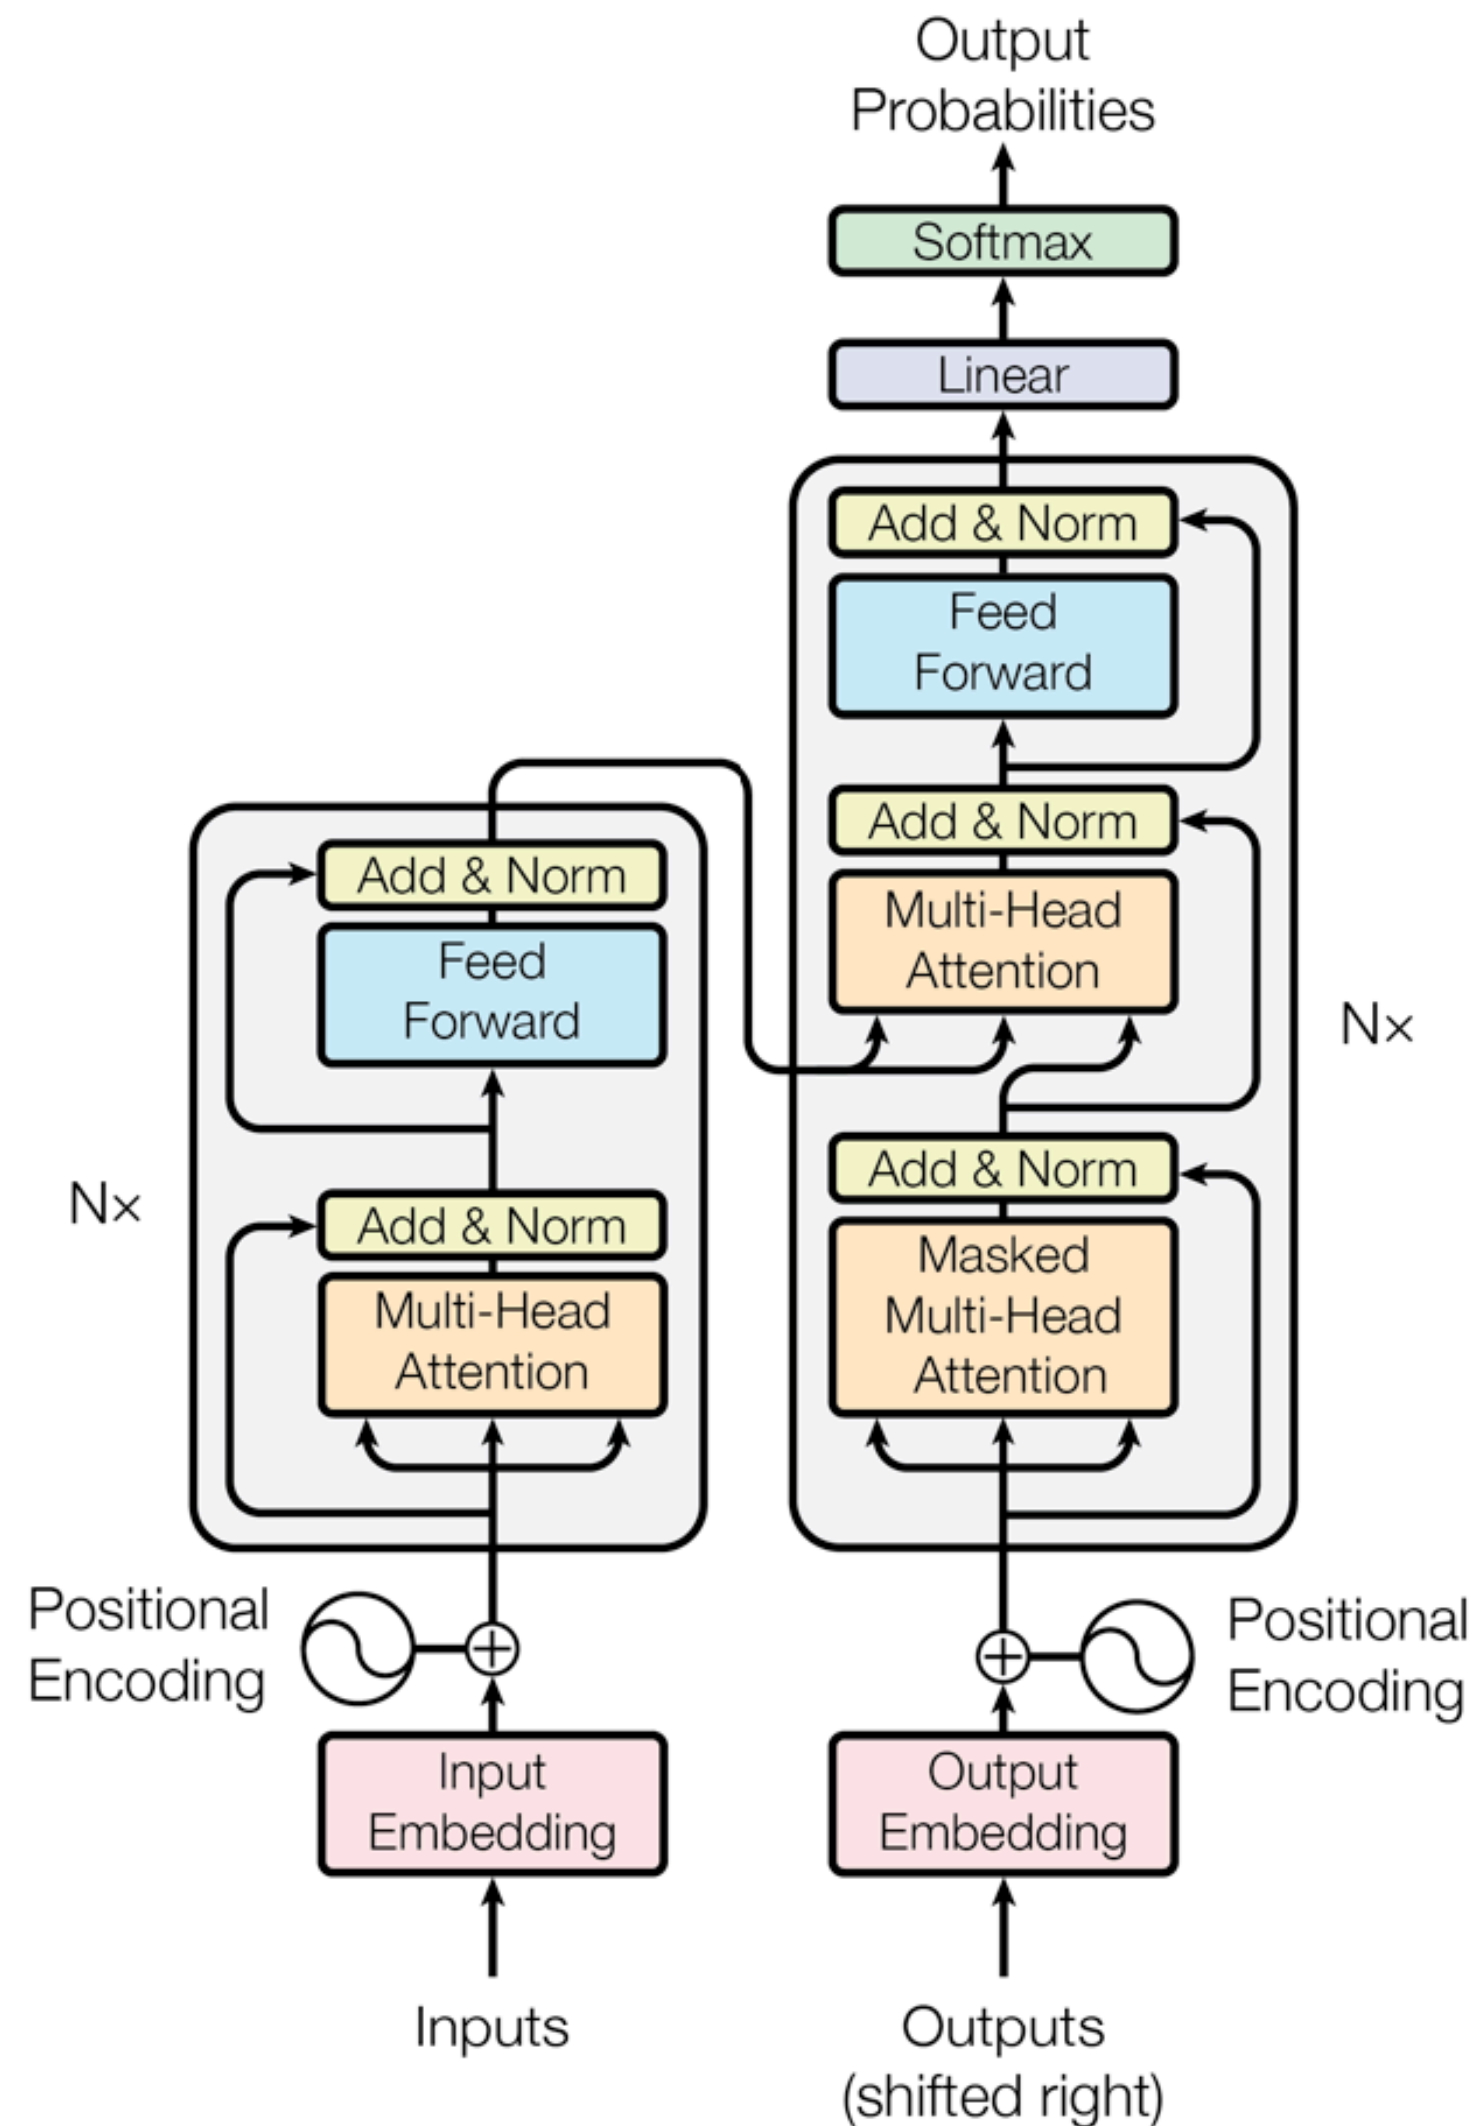 Output
Probabilities
Softmax
Linear
Add & Norm
Feed
Forward
Add & Norm
Multi-Head
Attention
Add & Norm
Masked
Multi-Head
Attention
N×
Add & Norm
Feed
Forward
Add & Norm
Multi-Head
Attention
N×
Positional
Encoding
Positional
Encoding
Input
Embedding
Output
Embedding
Inputs
Outputs
(shifted right)